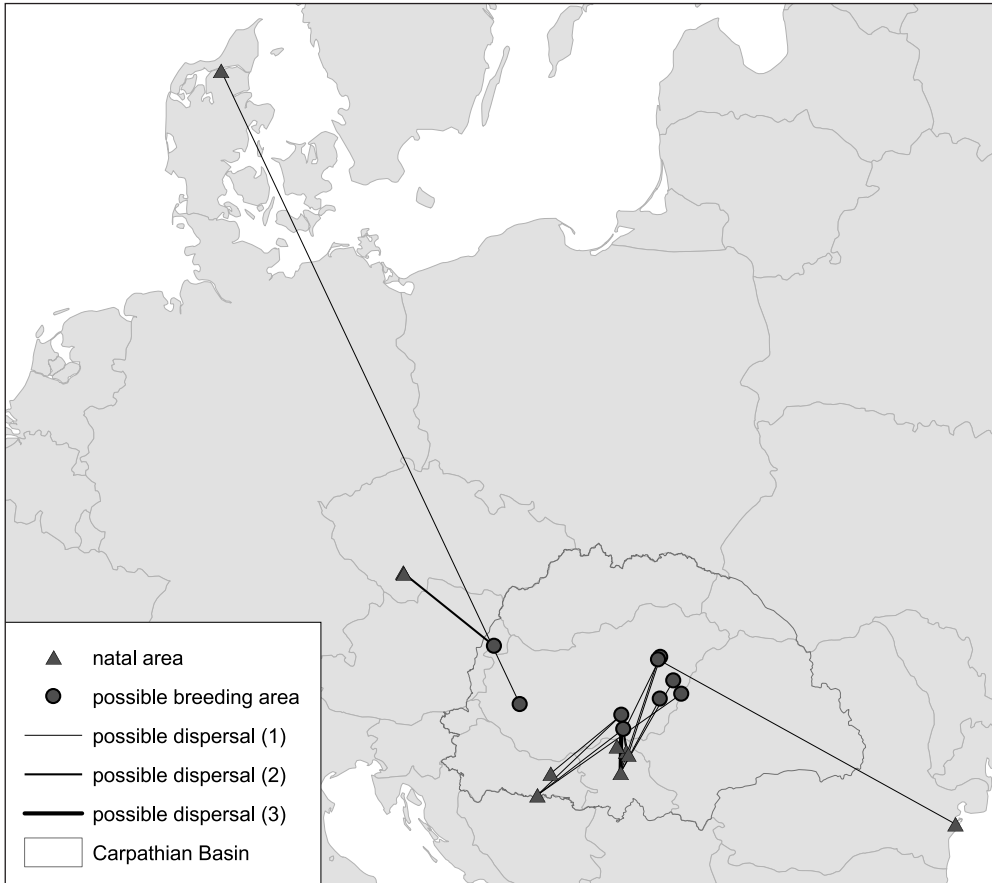 natal area
possible breeding area
possible dispersal (1)
possible dispersal (2)
possible dispersal (3)
Carpathian Basin